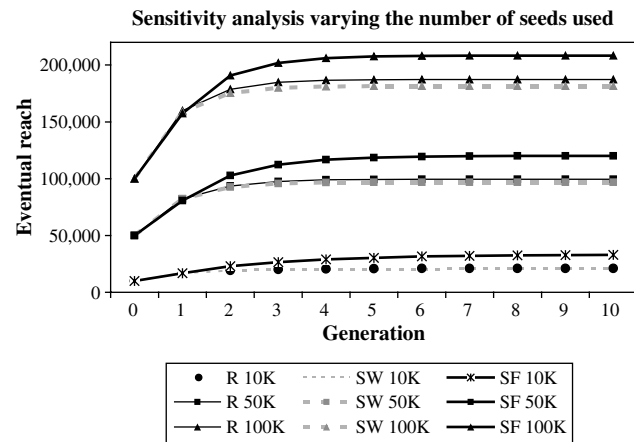 Sensitivity analysis varying the number of seeds used
Eventual reach
200,000
150,000
100,000
50,000
0
0 1 2 3 4 5 6 7 8 9 10
Generation
R 10K SW 10K SF 10K
R 50K SW 50K SF 50K
R 100K SW 100K SF 100K